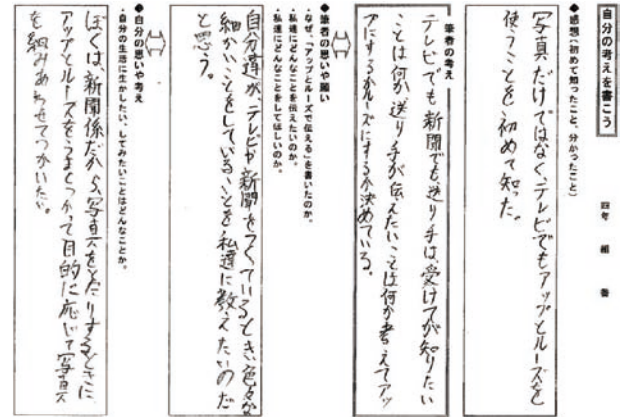 自分の考えを書こう
四年 組 番
◆感想(初めて知ったこと、分かったこと)
写真だけではなく、テレビでもアップとルーズを
使うことを初めて知った。
筆者の考え
テレビでも新聞でも送り手は、受けてが知りたい
ことは何か送り手が伝えたいことは何か考えてアッ
プにするかルーズにするか決めている。
◆筆者の思いや願い
・なぜ、「アップとルーズで伝える」を書いたのか。
・私達にどんなことを伝えたいのか。
・私達にどんなことをしてほしいのか。
自分達が、テレビや新聞をつくているとき、色々な
細かいことをしていることを私達に教えたいのだ
と思う。
◆自分の思いや考え
・自分の生活に生かしたい、してみたいことはどんなことか。
ぼくは、新聞係だから、写真をとたりするときに、
アップとルーズをうまくつかって目的に応じて写真
を組みあわせてつかいたい。